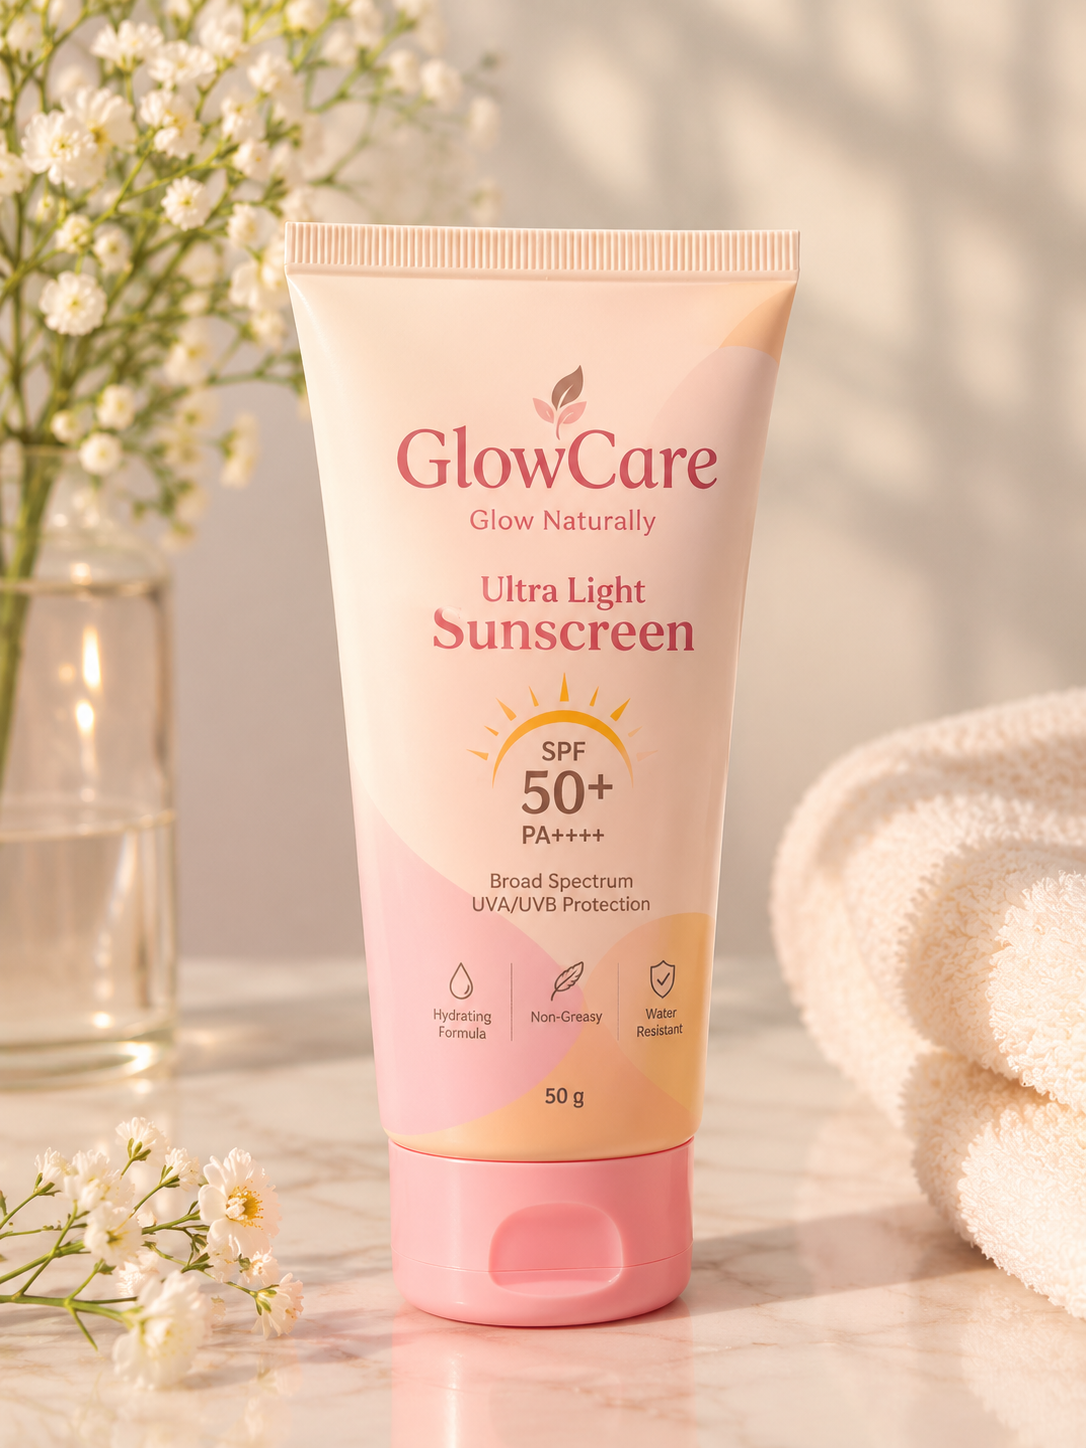 GlowCare
Glow Naturally
Ultra Light
Sunscreen
SPF
50+
PA++++
Broad Spectrum
UVA/UVB Protection
Hydrating
Formula
Non-Greasy
Water
Resistant
50 g